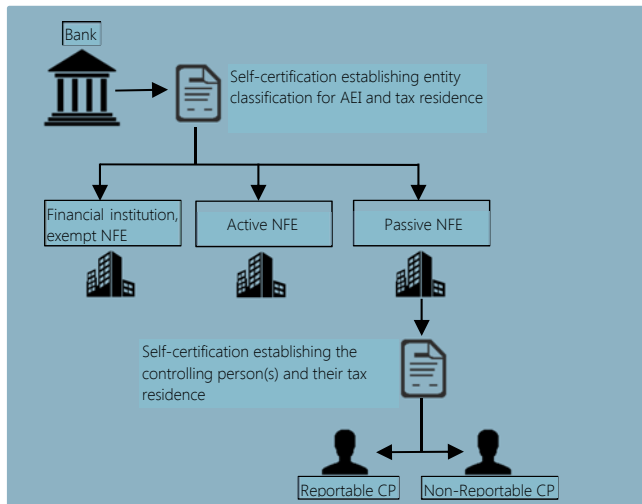 Bank
Self-certification establishing entity
classification for AEI and tax residence
Financial institution,
exempt NFE
Active NFE
Passive NFE
Self-certification establishing the
controlling person(s) and their tax
residence
Reportable CP
Non-Reportable CP